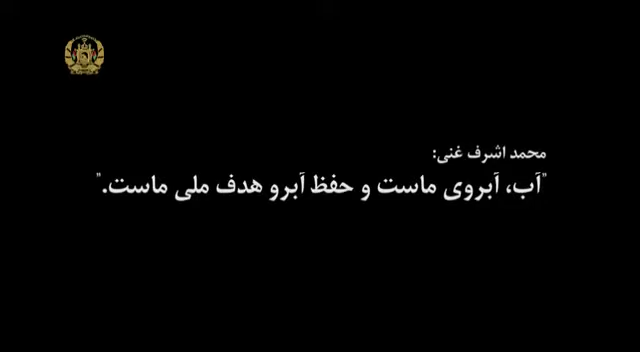 محمد اشرف غنی:
"آب، آبروی ماست و حفظ آبرو هدف ملی ماست."